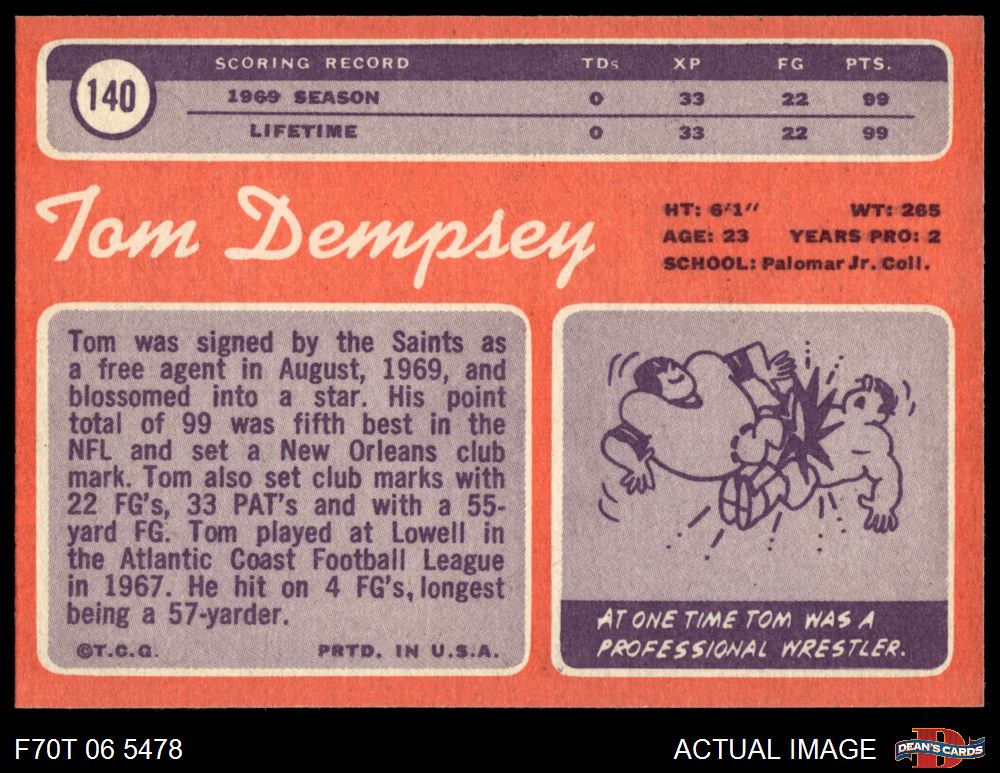 SCORING RECORD TDs XP FG PTS.
140
1969 SEASON 0 33 22 99
LIFETIME 0 33 22 99
Tom Dempsey
HT: 6'1" WT: 265
AGE: 23 YEARS PRO: 2
SCHOOL: Palomar Jr. Coll.
Tom was signed by the Saints as
a free agent in August, 1969, and
blossomed into a star. His point
total of 99 was fifth best in the
NFL and set a New Orleans club
mark. Tom also set club marks with
22 FG's, 33 PAT's and with a 55-
yard FG. Tom played at Lowell in
the Atlantic Coast Football League
in 1967. He hit on 4 FG's, longest
being a 57-yarder.
©T.C.G. PRTD. IN U.S.A.
AT ONE TIME TOM WAS A
PROFESSIONAL WRESTLER.
F70T 06 5478
ACTUAL IMAGE
D
DEAN'S CARDS